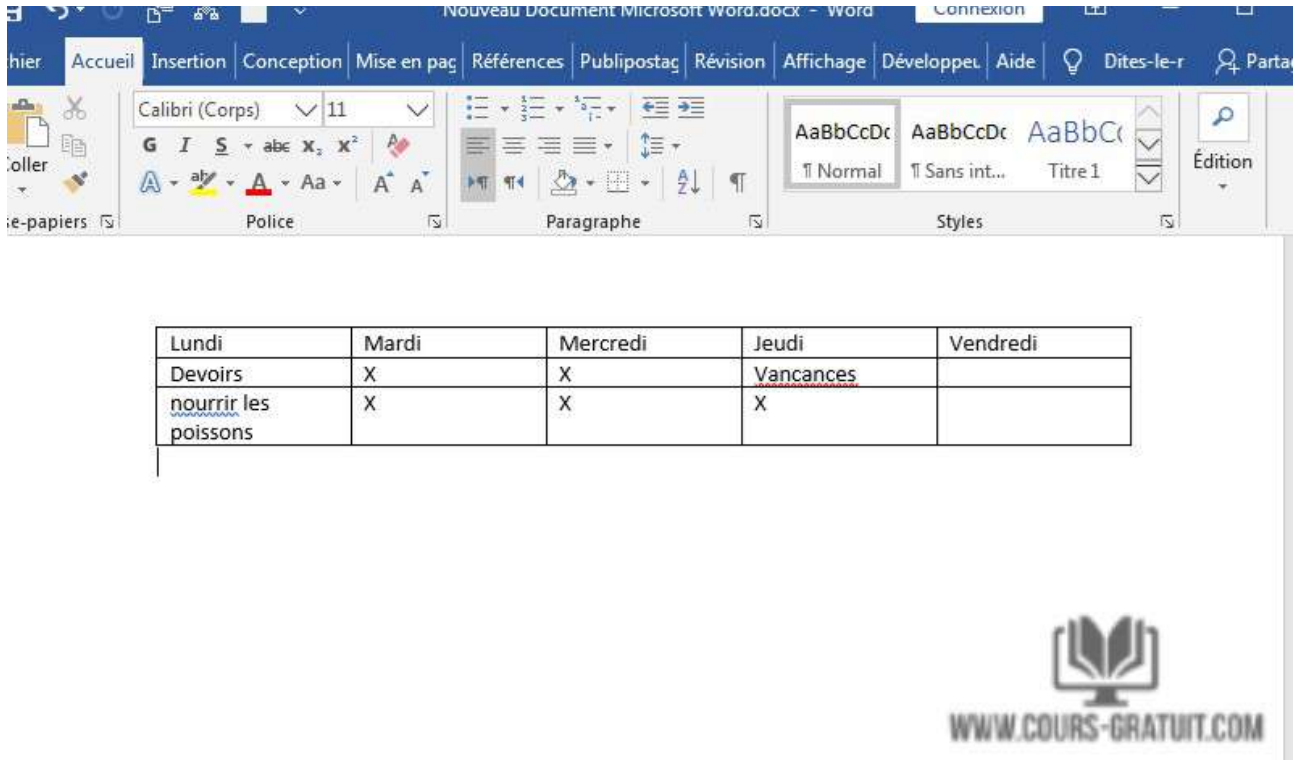 Nouveau Document Microsoft Word.docx - Word Connexion
hier Accueil Insertion Conception Mise en pag Références Publipostag Révision Affichage Développeu Aide Dites-le-r Parta
Calibri (Corps) 11
G I S abc X₂ X²
Aa A A
Coller
e-papiers Police Paragraphe Styles
AaBbCcDc AaBbCcDc AaBbC
¶ Normal ¶ Sans int... Titre 1
Édition
Lundi Mardi Mercredi Jeudi Vendredi
Devoirs X X Vancances
nourrir les X X X
poissons
WWW.COURS-GRATUIT.COM